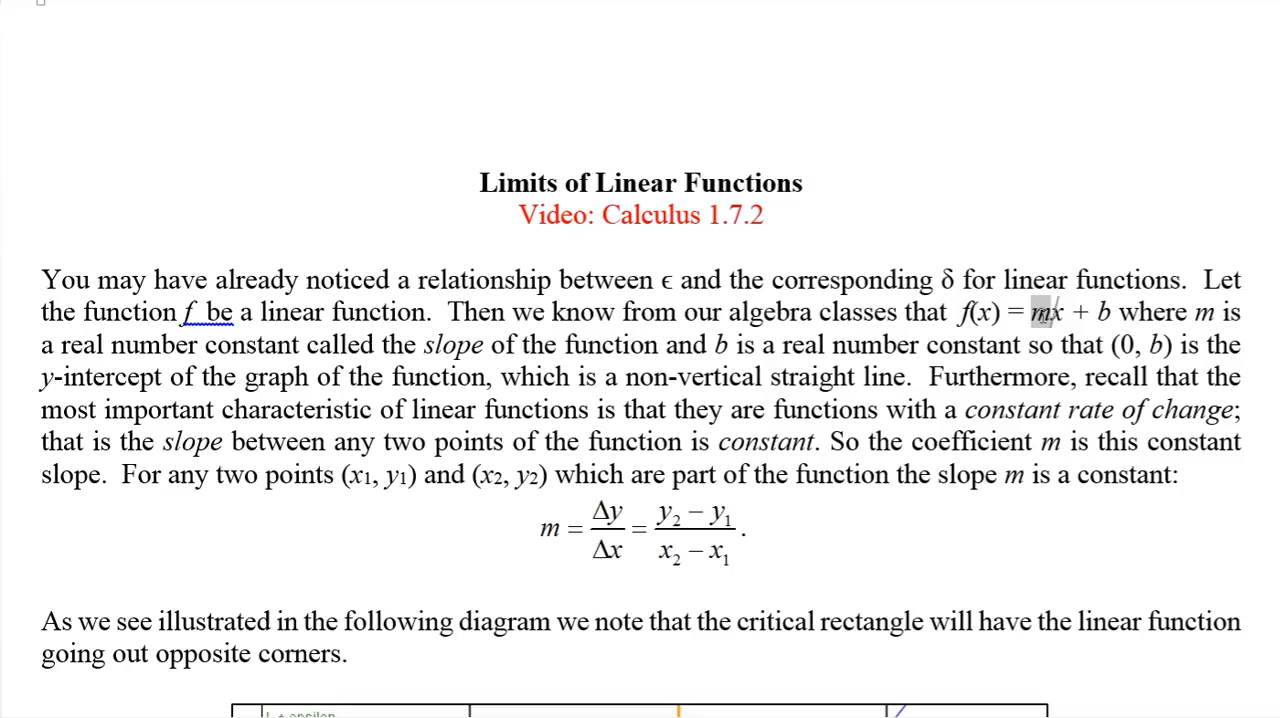 Limits of Linear Functions
Video: Calculus 1.7.2
You may have already noticed a relationship between ϵ and the corresponding δ for linear functions. Let
the function f be a linear function. Then we know from our algebra classes that f(x) = mx + b where m is
a real number constant called the slope of the function and b is a real number constant so that (0, b) is the
y-intercept of the graph of the function, which is a non-vertical straight line. Furthermore, recall that the
most important characteristic of linear functions is that they are functions with a constant rate of change;
that is the slope between any two points of the function is constant. So the coefficient m is this constant
slope. For any two points (x1, y1) and (x2, y2) which are part of the function the slope m is a constant:
m = Δy/Δx = (y₂ − y₁)/(x₂ − x₁).
As we see illustrated in the following diagram we note that the critical rectangle will have the linear function
going out opposite corners.
L + epsilon